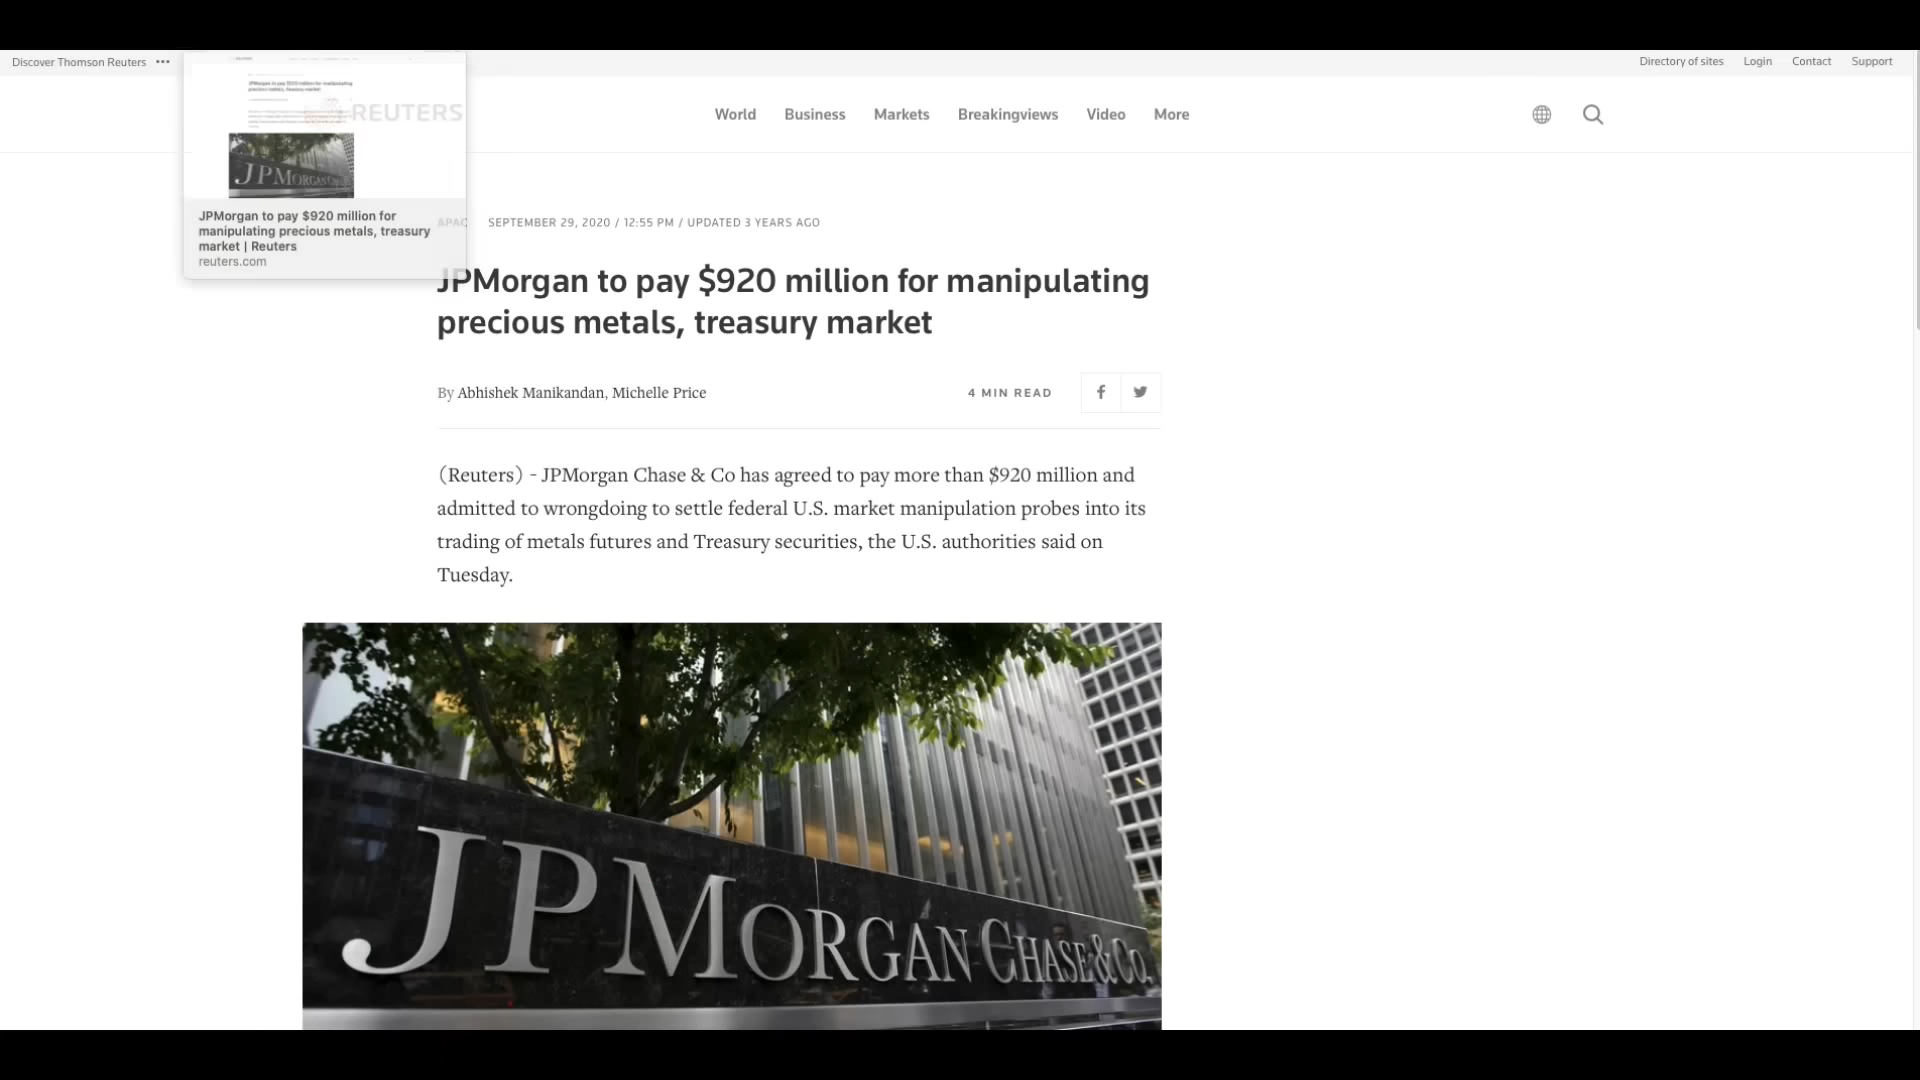 Discover Thomson Reuters
Directory of sites
Login
Contact
Support
REUTERS
World
Business
Markets
Breakingviews
Video
More
JPMorgan to pay $920 million for
manipulating precious metals, treasury
market | Reuters
reuters.com
APAC
SEPTEMBER 29, 2020 / 12:55 PM / UPDATED 3 YEARS AGO
JPMorgan to pay $920 million for manipulating
precious metals, treasury market
By Abhishek Manikandan, Michelle Price
4 MIN READ
(Reuters) - JPMorgan Chase & Co has agreed to pay more than $920 million and
admitted to wrongdoing to settle federal U.S. market manipulation probes into its
trading of metals futures and Treasury securities, the U.S. authorities said on
Tuesday.
JPMORGAN CHASE & CO.